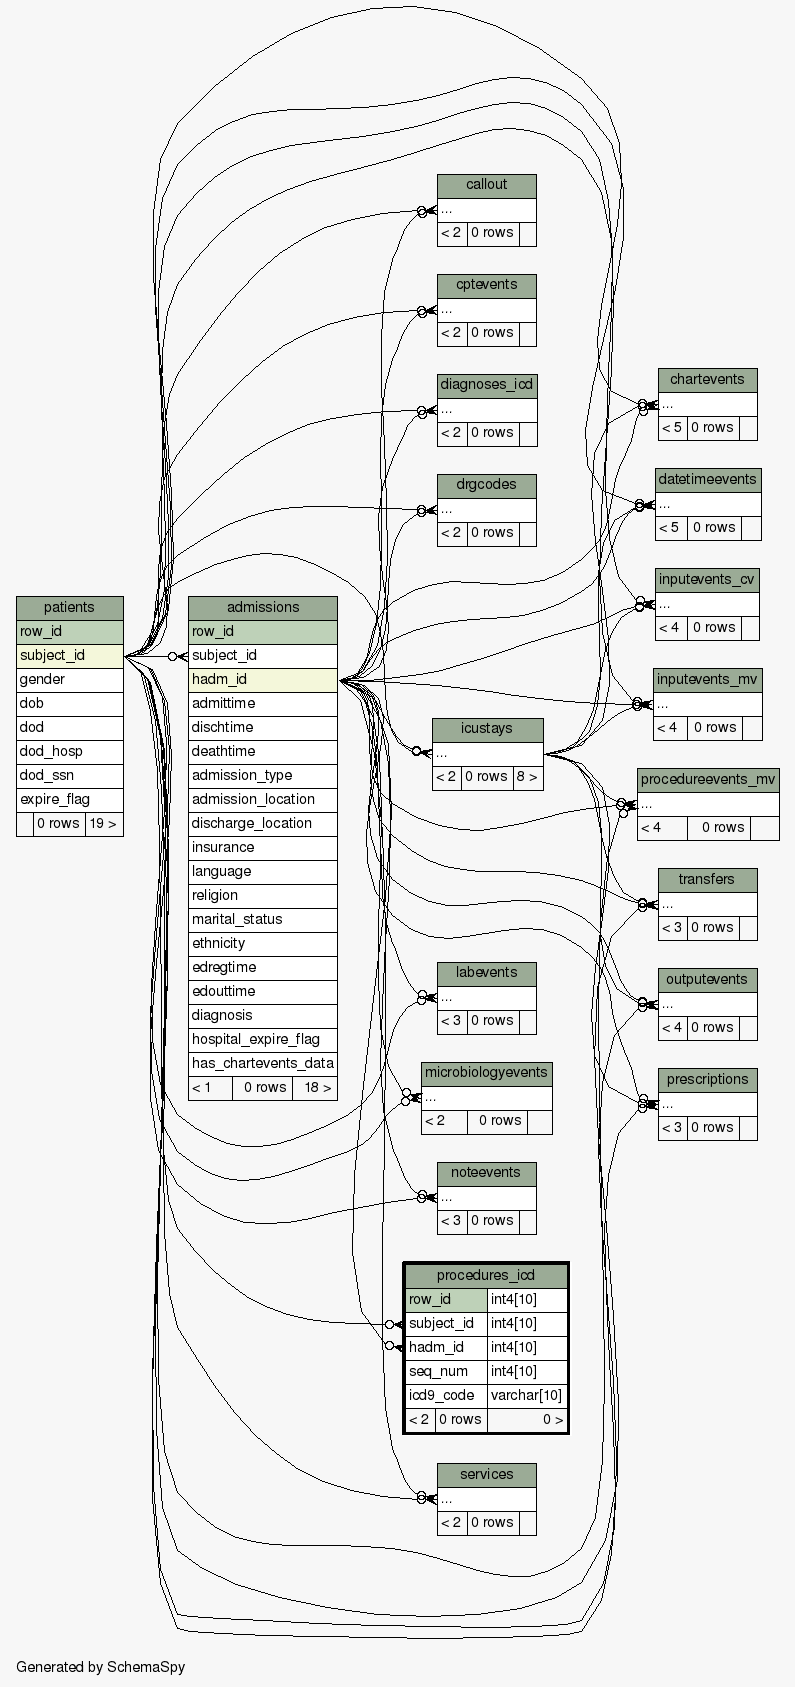 callout
...
< 2 0 rows
cptevents
...
< 2 0 rows
diagnoses_icd
...
< 2 0 rows
drgcodes
...
< 2 0 rows
chartevents
...
< 5 0 rows
datetimeevents
...
< 5 0 rows
inputevents_cv
...
< 4 0 rows
inputevents_mv
...
< 4 0 rows
procedureevents_mv
...
< 4 0 rows
transfers
...
< 3 0 rows
outputevents
...
< 4 0 rows
prescriptions
...
< 3 0 rows
patients
row_id
subject_id
gender
dob
dod
dod_hosp
dod_ssn
expire_flag
0 rows 19 >
admissions
row_id
subject_id
hadm_id
admittime
dischtime
deathtime
admission_type
admission_location
discharge_location
insurance
language
religion
marital_status
ethnicity
edregtime
edouttime
diagnosis
hospital_expire_flag
has_chartevents_data
< 1 0 rows 18 >
icustays
...
< 2 0 rows 8 >
labevents
...
< 3 0 rows
microbiologyevents
...
< 2 0 rows
noteevents
...
< 3 0 rows
procedures_icd
row_id int4[10]
subject_id int4[10]
hadm_id int4[10]
seq_num int4[10]
icd9_code varchar[10]
< 2 0 rows 0 >
services
...
< 2 0 rows
Generated by SchemaSpy